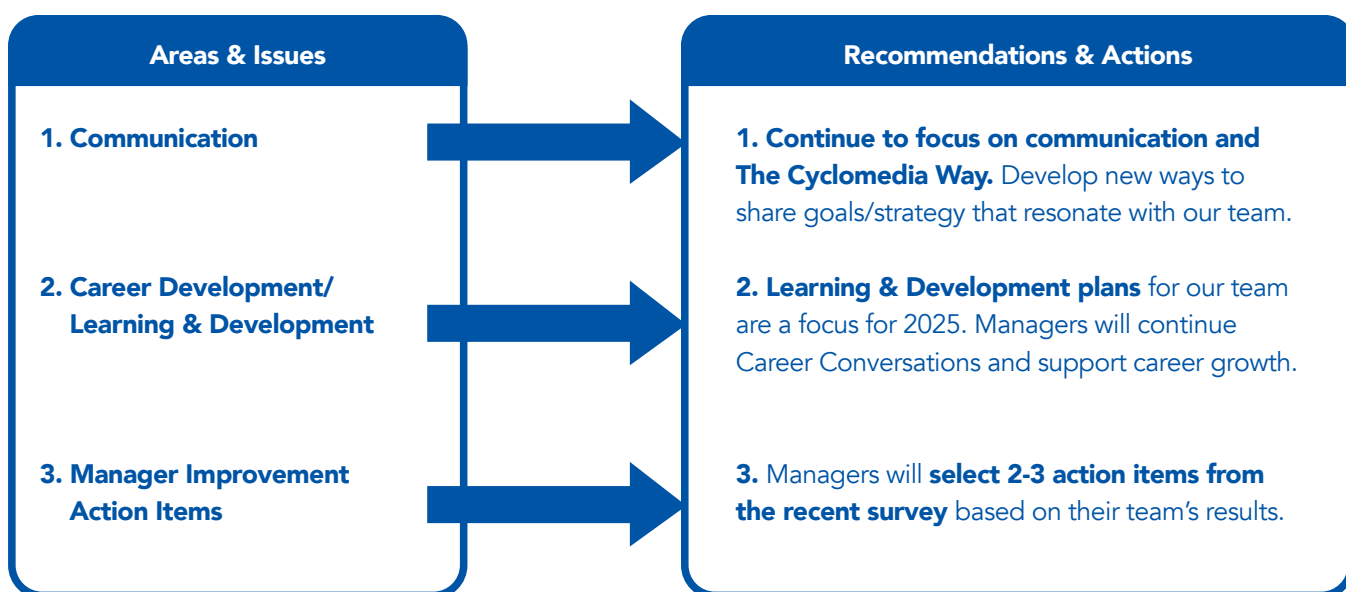 Areas & Issues
1. Communication
2. Career Development/
Learning & Development
3. Manager Improvement
Action Items
Recommendations & Actions
1. Continue to focus on communication and
The Cyclomedia Way. Develop new ways to
share goals/strategy that resonate with our team.
2. Learning & Development plans for our team
are a focus for 2025. Managers will continue
Career Conversations and support career growth.
3. Managers will select 2-3 action items from
the recent survey based on their team’s results.